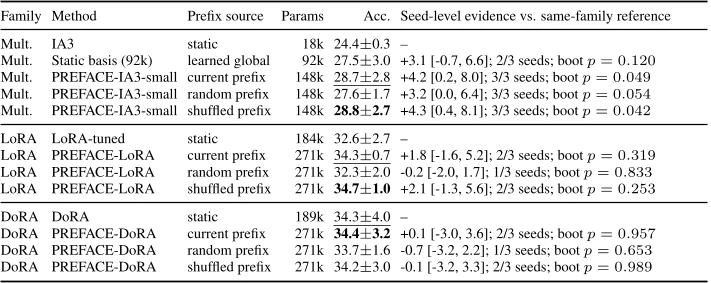 Family Method Prefix source Params Acc. Seed-level evidence vs. same-family reference
Mult. IA3 static 18k 24.4±0.3 –
Mult. Static basis (92k) learned global 92k 27.5±3.0 +3.1 [-0.7, 6.6]; 2/3 seeds; boot p = 0.120
Mult. PREFACE-IA3-small current prefix 148k 28.7±2.8 +4.2 [0.2, 8.0]; 3/3 seeds; boot p = 0.049
Mult. PREFACE-IA3-small random prefix 148k 27.6±1.7 +3.2 [0.0, 6.4]; 3/3 seeds; boot p = 0.054
Mult. PREFACE-IA3-small shuffled prefix 148k 28.8±2.7 +4.3 [0.4, 8.1]; 3/3 seeds; boot p = 0.042
LoRA LoRA-tuned static 184k 32.6±2.7 –
LoRA PREFACE-LoRA current prefix 271k 34.3±0.7 +1.8 [-1.6, 5.2]; 2/3 seeds; boot p = 0.319
LoRA PREFACE-LoRA random prefix 271k 32.3±2.0 -0.2 [-2.0, 1.7]; 1/3 seeds; boot p = 0.833
LoRA PREFACE-LoRA shuffled prefix 271k 34.7±1.0 +2.1 [-1.3, 5.6]; 2/3 seeds; boot p = 0.253
DoRA DoRA static 189k 34.3±4.0 –
DoRA PREFACE-DoRA current prefix 271k 34.4±3.2 +0.1 [-3.0, 3.6]; 2/3 seeds; boot p = 0.957
DoRA PREFACE-DoRA random prefix 271k 33.7±1.6 -0.7 [-3.2, 2.2]; 1/3 seeds; boot p = 0.653
DoRA PREFACE-DoRA shuffled prefix 271k 34.2±3.0 -0.1 [-3.2, 3.3]; 2/3 seeds; boot p = 0.989